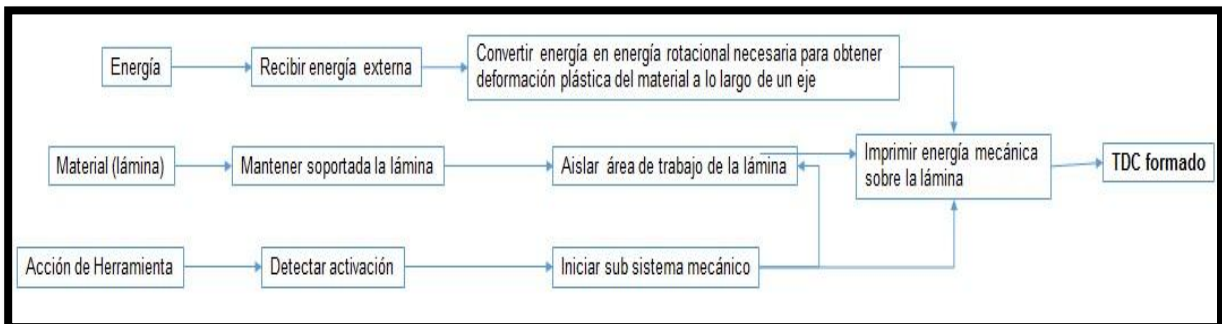 Energía
Recibir energía externa
Convertir energía en energía rotacional necesaria para obtener
deformación plástica del material a lo largo de un eje
Material (lámina)
Mantener soportada la lámina
Aislar área de trabajo de la lámina
Imprimir energía mecánica
sobre la lámina
TDC formado
Acción de Herramienta
Detectar activación
Iniciar sub sistema mecánico